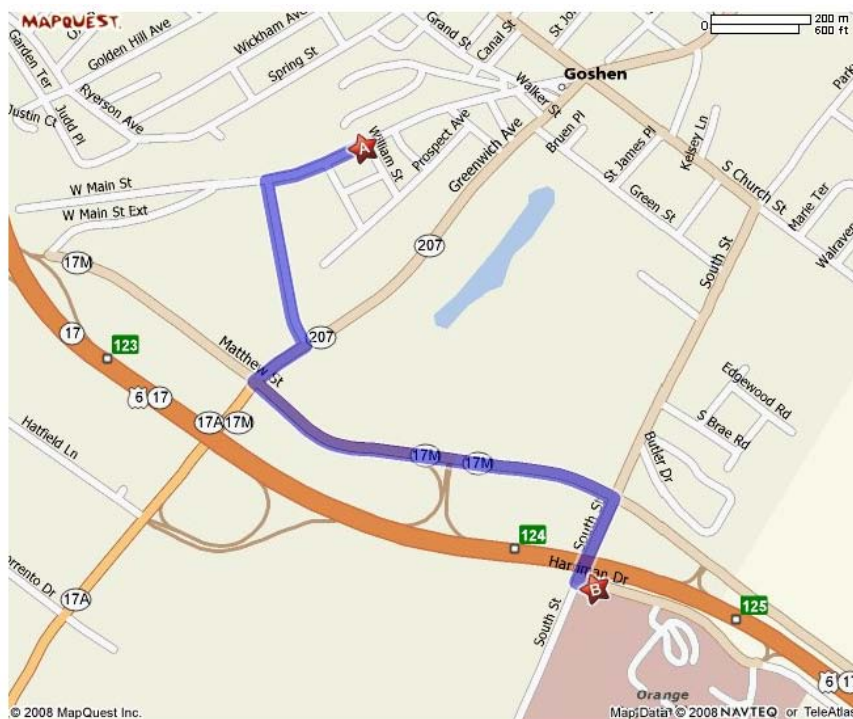 MAPQUEST.
200 m
0
600 ft
Garden Ter
Golden Hill Ave
Wickham Ave
Grand St
Canal St
Goshen
Spring St
Ryerson Ave
Justin Ct
Judd Pl
Walker St
Bruen Pl
St James Pl
Kelsey Ln
A
William St
Prospect Ave
Greenwich Ave
S Church St
W Main St
W Main St Ext
Green St
Marie Ter
Walraven
207
South St
17M
17
123
207
Matthew St
6
17
Edgewood Rd
S Brae Rd
Butler Dr
17A
17M
Hatfield Ln
17M
17M
South St
124
Harriman Dr
B
125
17A
South St
6
Orange
© 2008 MapQuest Inc.
Map Data © 2008 NAVTEQ or TeleAtlas